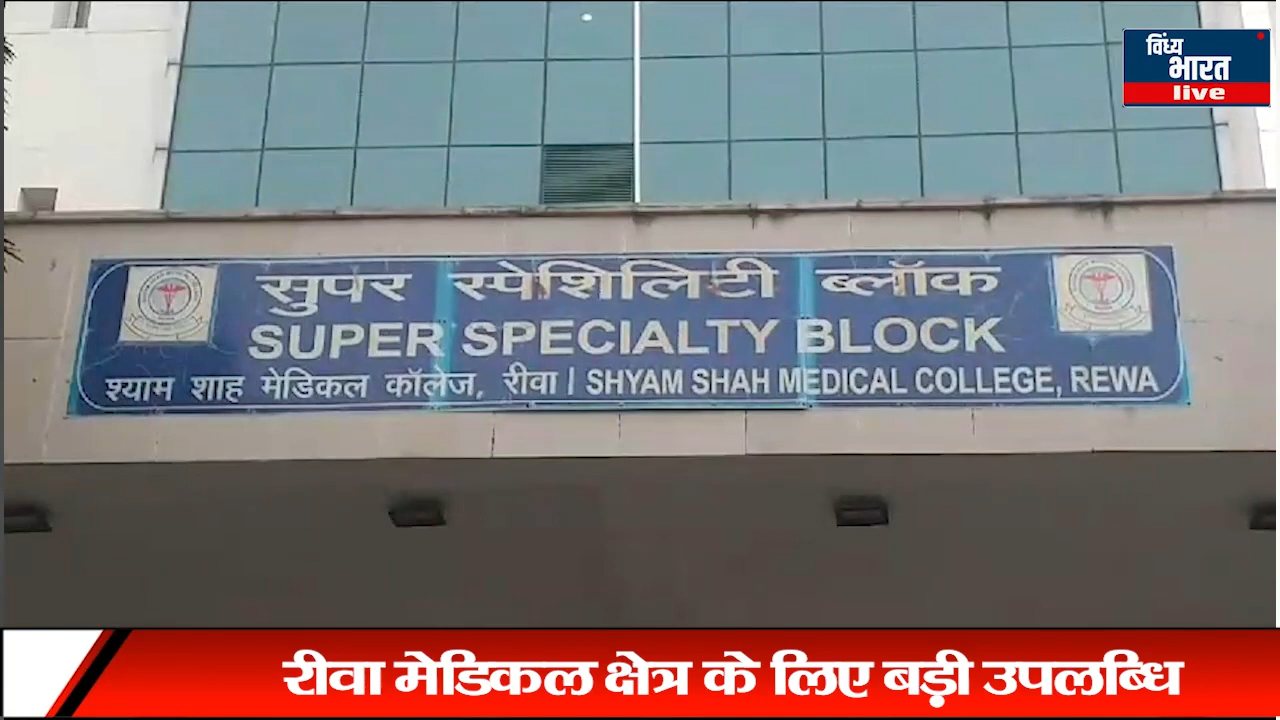 विंध्य
भारत
live
सुपर स्पेशिलिटी ब्लॉक
SUPER SPECIALTY BLOCK
श्याम शाह मेडिकल कॉलेज, रीवा | SHYAM SHAH MEDICAL COLLEGE, REWA
रीवा मेडिकल क्षेत्र के लिए बड़ी उपलब्धि